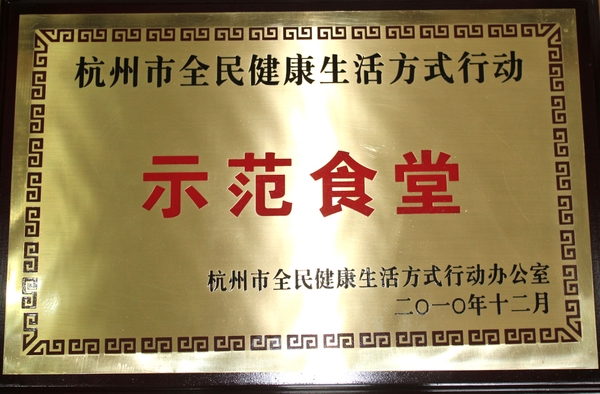 杭州市全民健康生活方式行动
示范食堂
杭州市全民健康生活方式行动办公室
二〇一〇年十二月